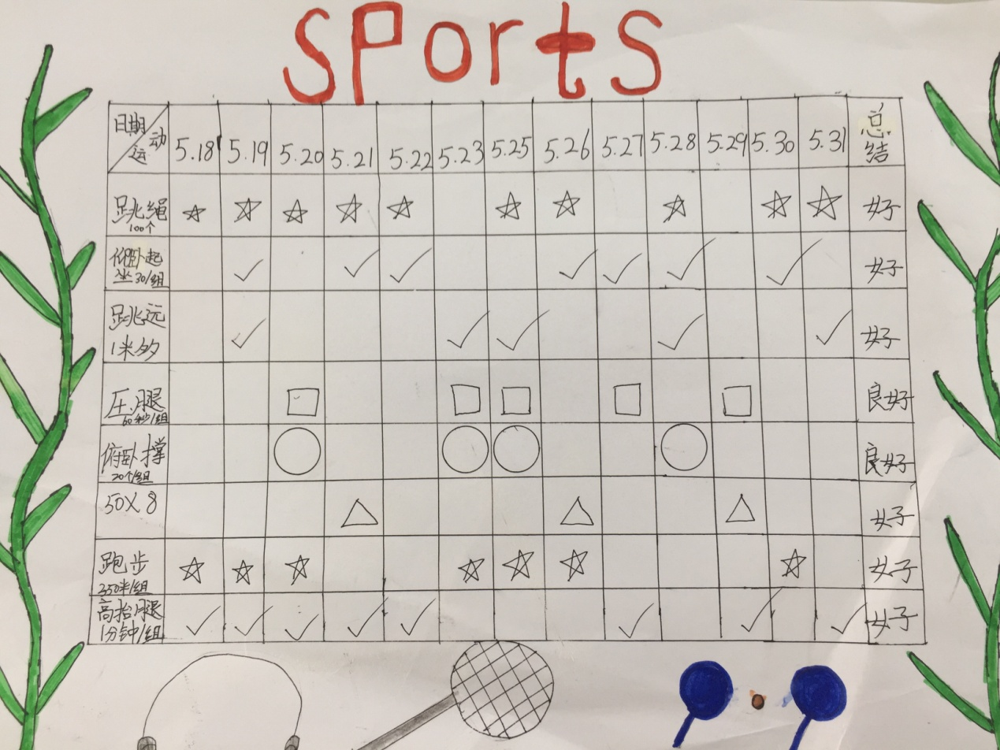 SPortS
日期 运动 5.18 5.19 5.20 5.21 5.22 5.23 5.25 5.26 5.27 5.28 5.29 5.30 5.31 总结
跳绳 好
100个
仰卧起 好
坐30/组
跳远 好
1米多
压腿 良好
60秒/组
俯卧撑 良好
20个/组
50X8 好
跑步 好
350米/组
高抬腿 好
1分钟/组